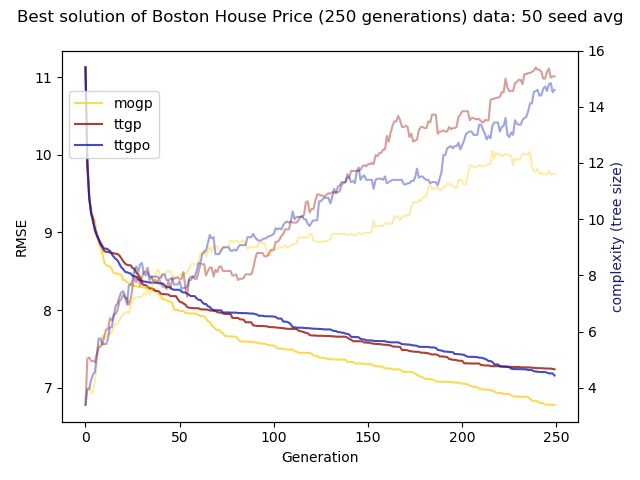 Best solution of Boston House Price (250 generations) data: 50 seed avg
11
10
9
8
7
RMSE
mogp
ttgp
ttgpo
16
14
12
10
8
6
4
complexity (tree size)
0
50
100
150
200
250
Generation